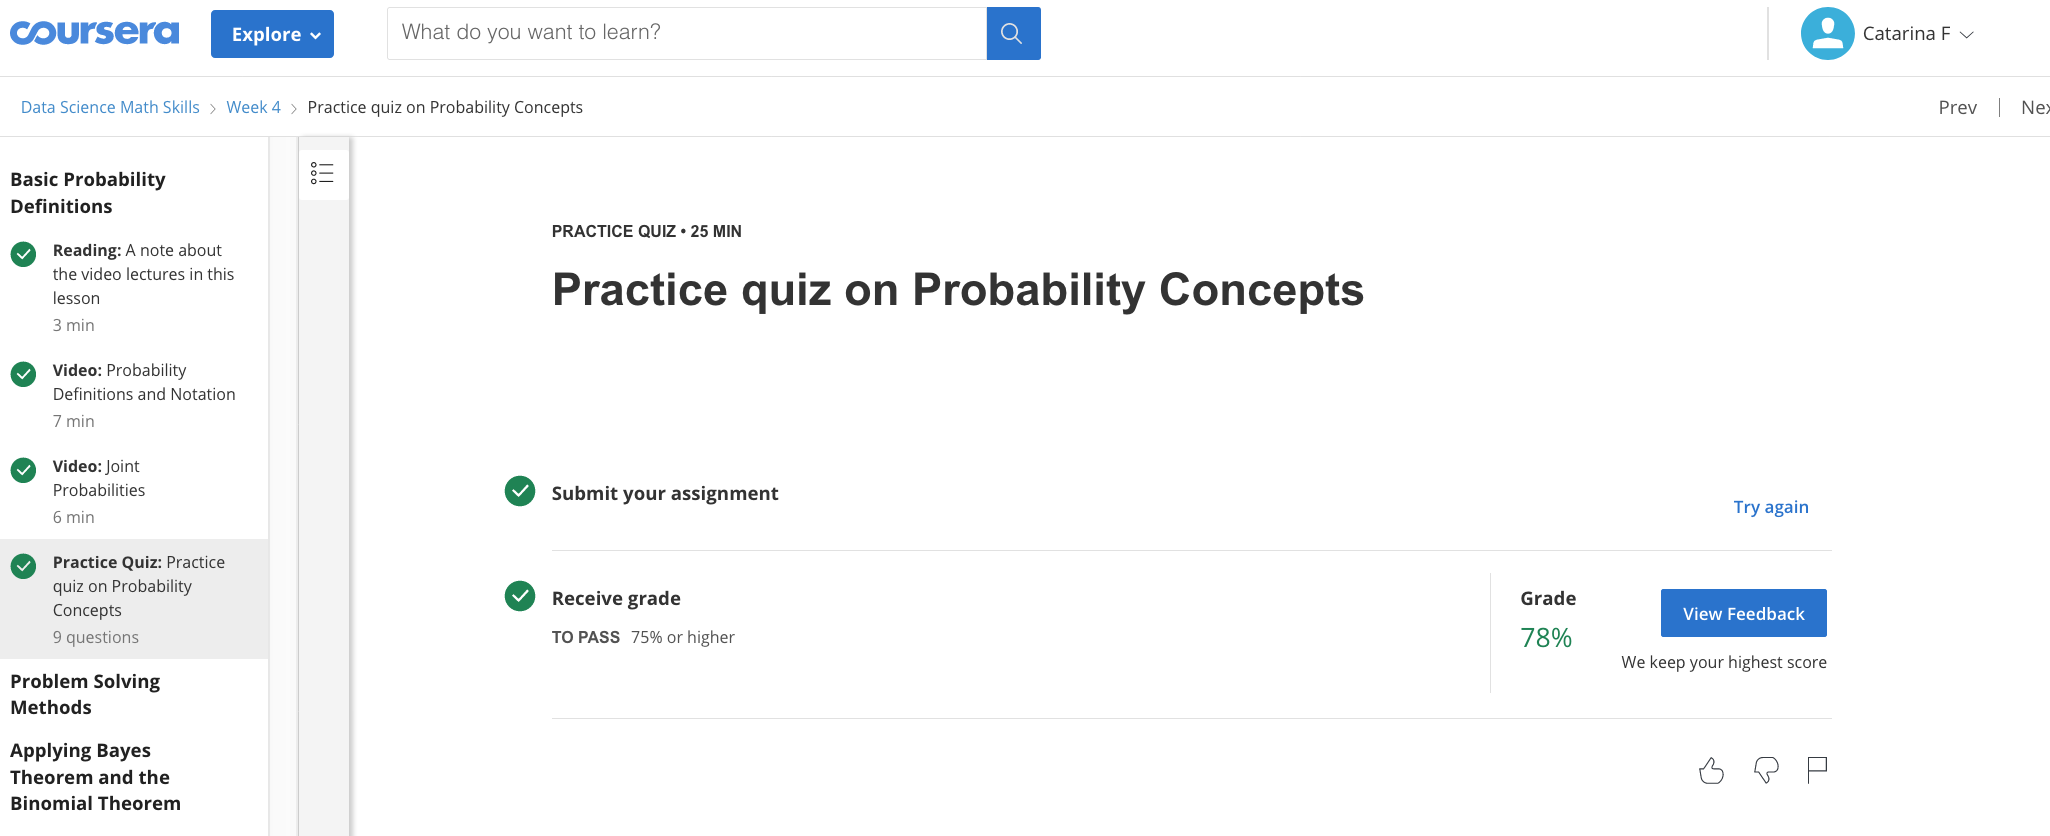 coursera
Explore
What do you want to learn?
Catarina F
Data Science Math Skills
Week 4
Practice quiz on Probability Concepts
Prev
Nex
Basic Probability
Definitions
Reading: A note about
the video lectures in this
lesson
3 min
Video: Probability
Definitions and Notation
7 min
Video: Joint
Probabilities
6 min
Practice Quiz: Practice
quiz on Probability
Concepts
9 questions
Problem Solving
Methods
Applying Bayes
Theorem and the
Binomial Theorem
PRACTICE QUIZ • 25 MIN
Practice quiz on Probability Concepts
Submit your assignment
Try again
Receive grade
TO PASS 75% or higher
Grade
78%
View Feedback
We keep your highest score